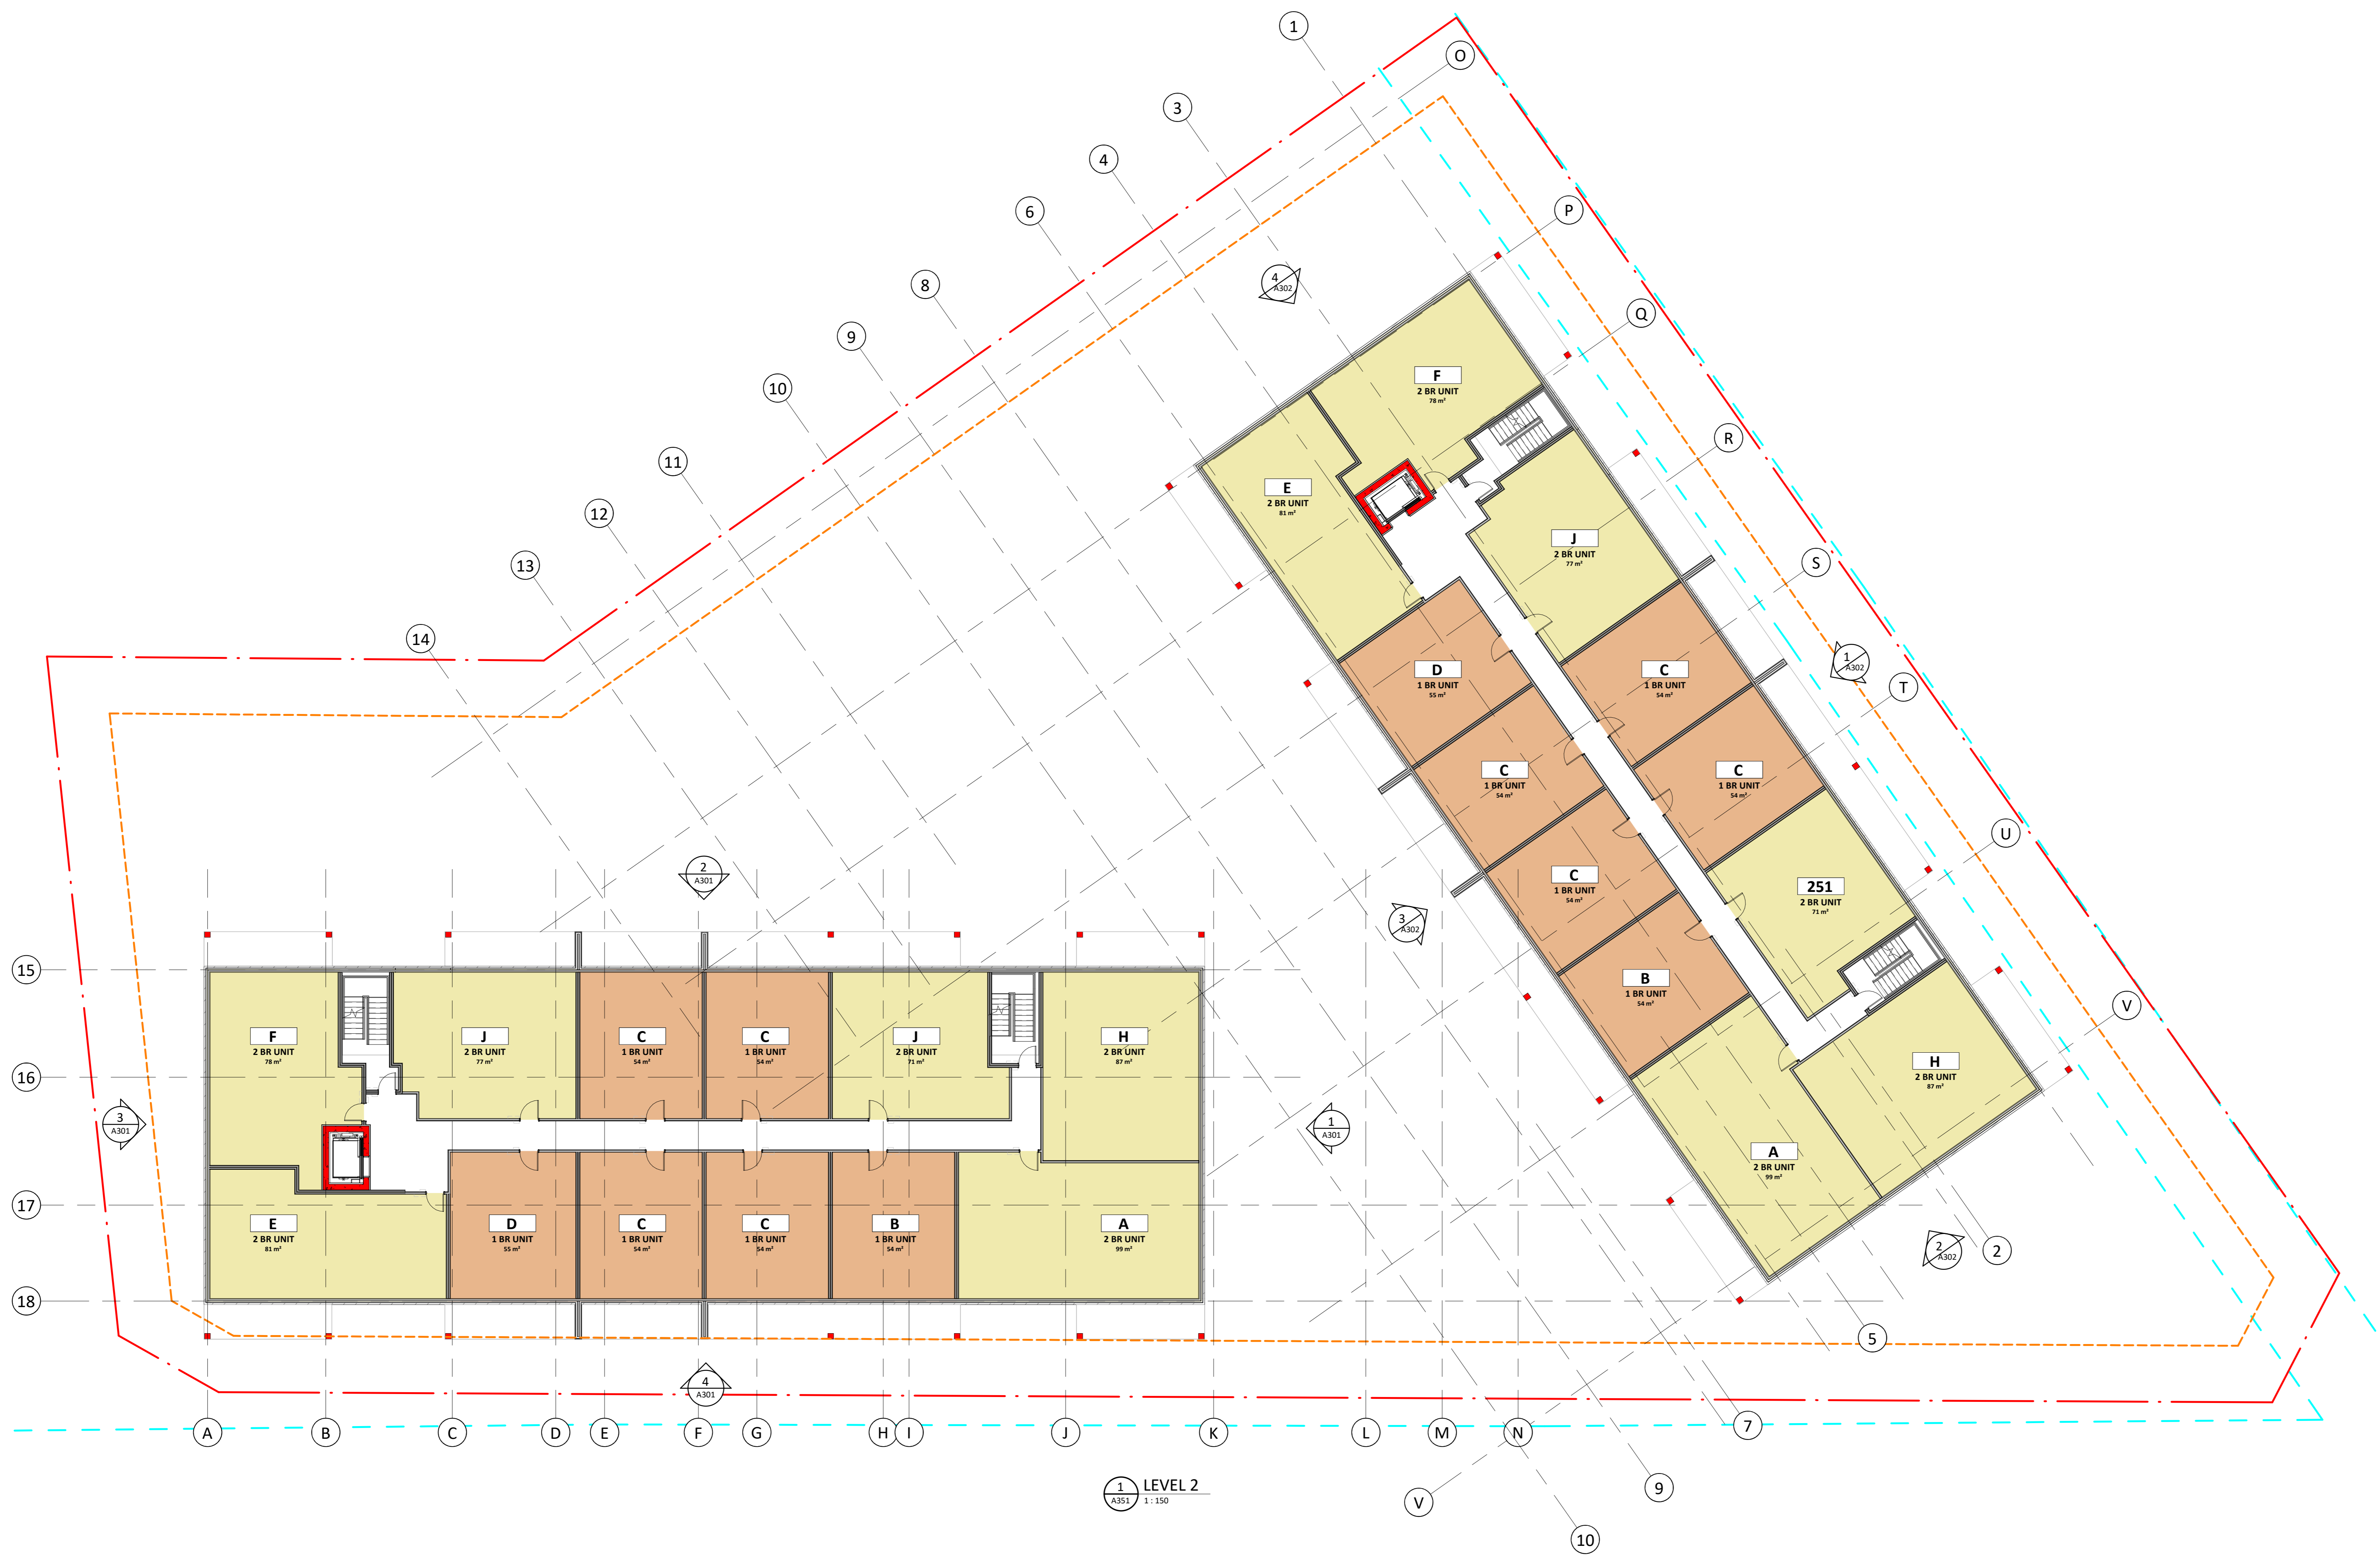 1
O
3
4
6
8
9
10
11
12
13
14
P
Q
R
S
T
U
V
4
A302
F
2 BR UNIT
78 m²
E
2 BR UNIT
81 m²
J
2 BR UNIT
77 m²
D
1 BR UNIT
55 m²
C
1 BR UNIT
54 m²
1
A302
C
1 BR UNIT
54 m²
C
1 BR UNIT
54 m²
C
1 BR UNIT
54 m²
251
2 BR UNIT
71 m²
3
A302
B
1 BR UNIT
54 m²
H
2 BR UNIT
87 m²
A
2 BR UNIT
99 m²
2
A302
2
5
7
9
10
V
2
A301
15
16
17
18
3
A301
F
2 BR UNIT
78 m²
J
2 BR UNIT
77 m²
C
1 BR UNIT
54 m²
C
1 BR UNIT
54 m²
J
2 BR UNIT
71 m²
H
2 BR UNIT
87 m²
1
A301
E
2 BR UNIT
81 m²
D
1 BR UNIT
55 m²
C
1 BR UNIT
54 m²
C
1 BR UNIT
54 m²
B
1 BR UNIT
54 m²
A
2 BR UNIT
99 m²
4
A301
A
B
C
D
E
F
G
H
I
J
K
L
M
N
1
A351
LEVEL 2
1 : 150